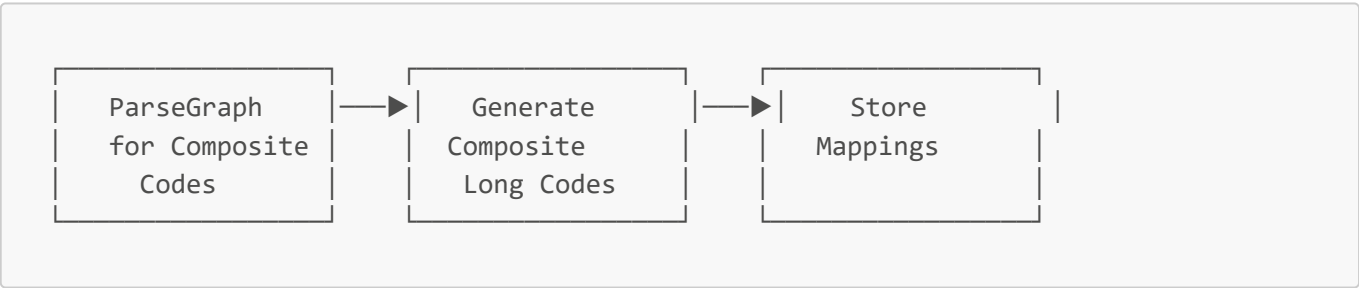 ParseGraph Generate Store
for Composite Composite Mappings
Codes Long Codes